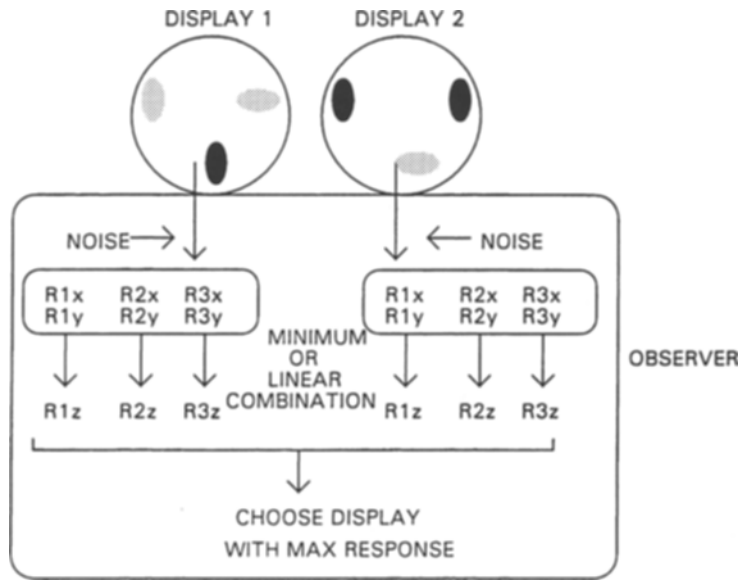 DISPLAY 1 DISPLAY 2
NOISE NOISE
R1x R2x R3x R1x R2x R3x
R1y R2y R3y R1y R2y R3y
MINIMUM
OR
LINEAR
COMBINATION
OBSERVER
R1z R2z R3z R1z R2z R3z
CHOOSE DISPLAY
WITH MAX RESPONSE